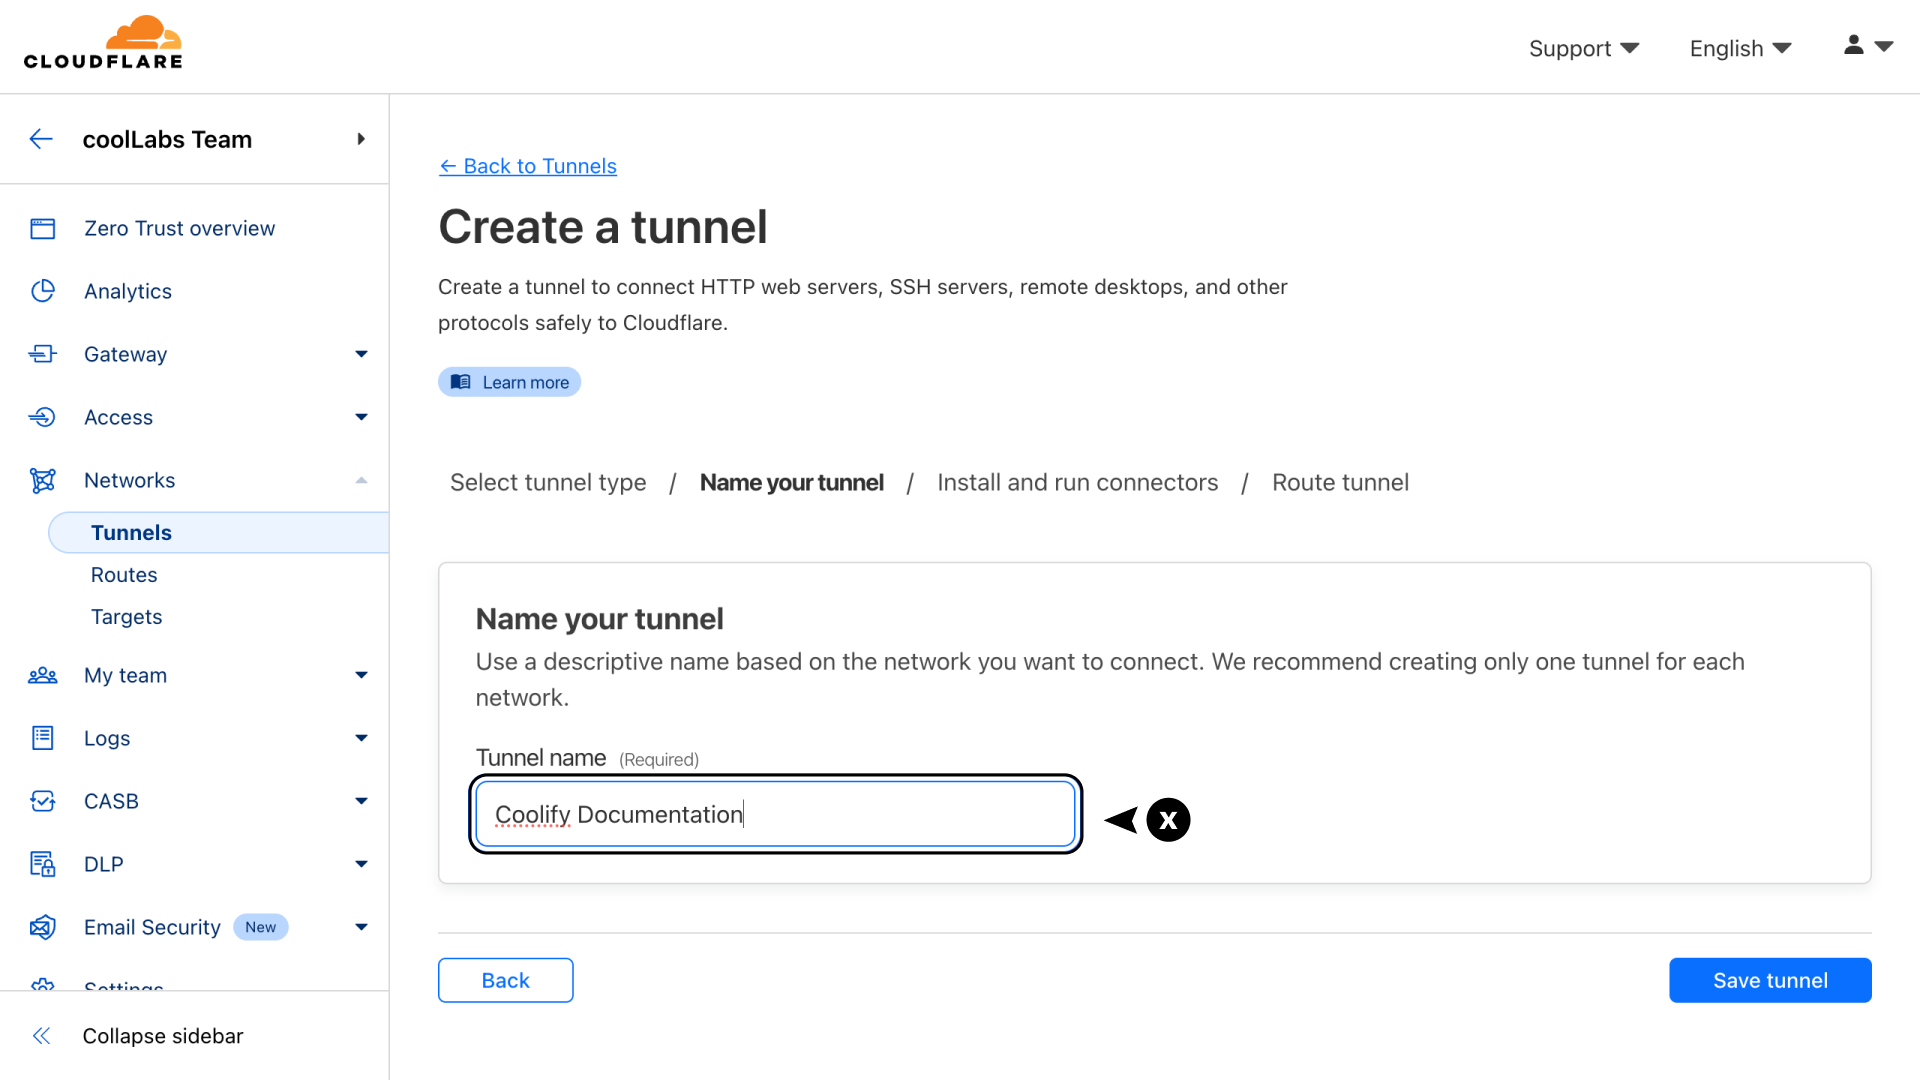 CLOUDFLARE
Support
English
coolLabs Team
Zero Trust overview
Analytics
Gateway
Access
Networks
Tunnels
Routes
Targets
My team
Logs
CASB
DLP
Email Security New
Settings
Collapse sidebar
← Back to Tunnels
Create a tunnel
Create a tunnel to connect HTTP web servers, SSH servers, remote desktops, and other
protocols safely to Cloudflare.
Learn more
Select tunnel type / Name your tunnel / Install and run connectors / Route tunnel
Name your tunnel
Use a descriptive name based on the network you want to connect. We recommend creating only one tunnel for each
network.
Tunnel name (Required)
Coolify Documentation
X
Back
Save tunnel